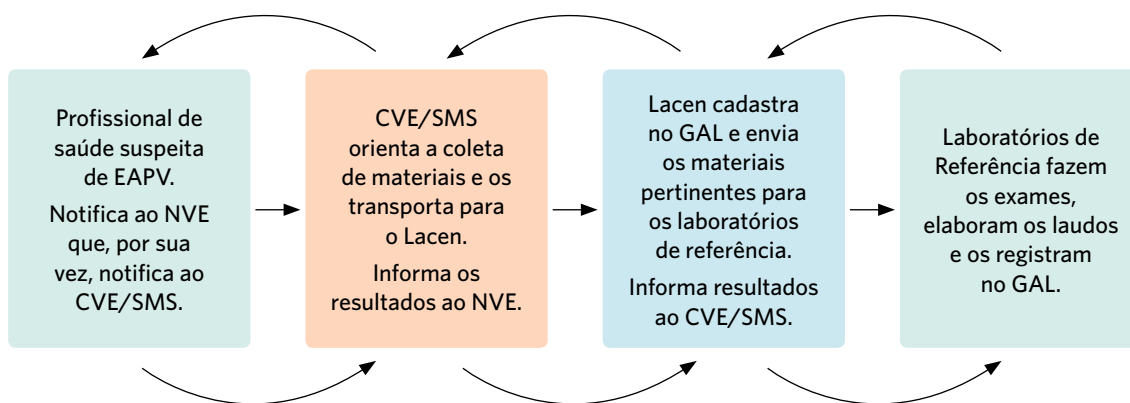 Profissional de
saúde suspeita
de EAPV.
Notifica ao NVE
que, por sua
vez, notifica ao
CVE/SMS.
CVE/SMS
orienta a coleta
de materiais e os
transporta para
o Lacen.
Informa os
resultados ao NVE.
Lacen cadastra
no GAL e envia
os materiais
pertinentes para
os laboratórios
de referência.
Informa resultados
ao CVE/SMS.
Laboratórios de
Referência fazem
os exames,
elaboram os laudos
e os registram
no GAL.